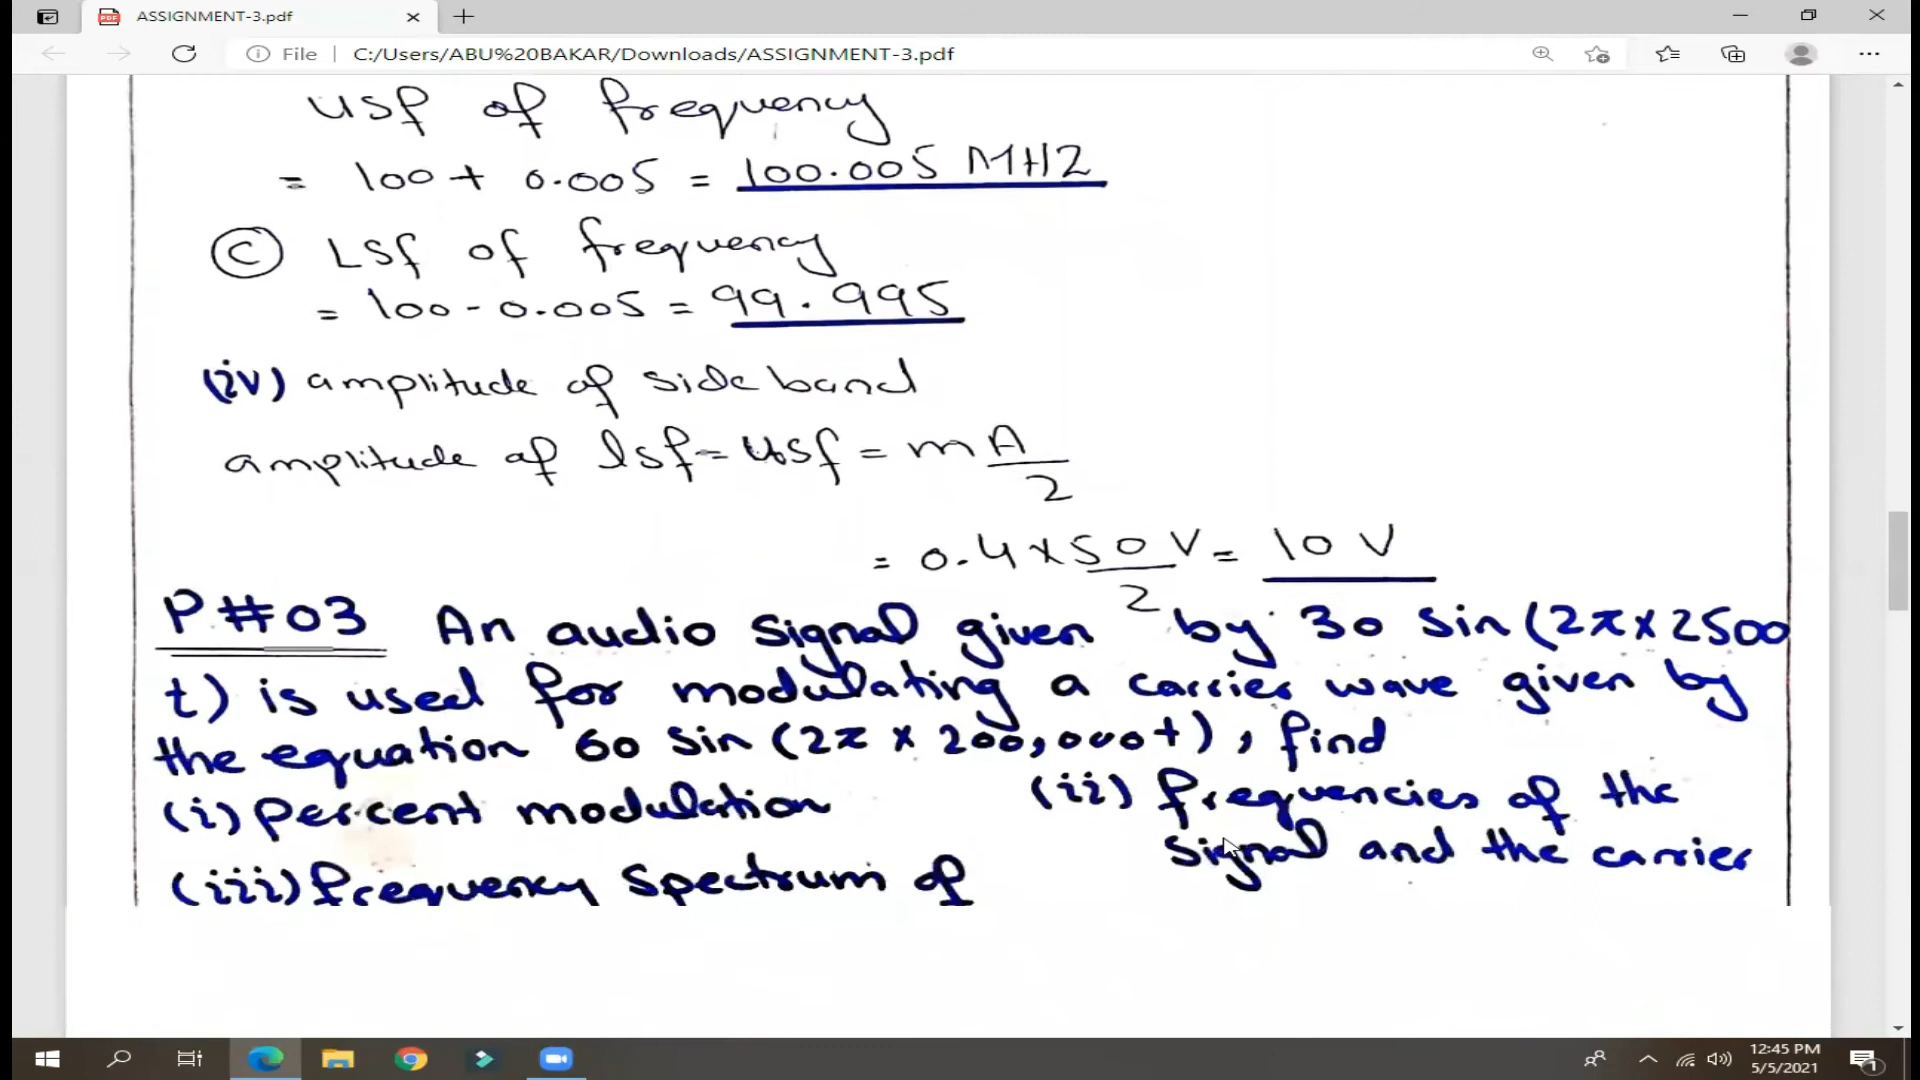 ASSIGNMENT-3.pdf
File
C:/Users/ABU%20BAKAR/Downloads/ASSIGNMENT-3.pdf
usf of frequency
= 100 + 0.005 = 100.005 MHZ
(C) LSf of frequency
= 100 - 0.005 = 99.995
(iv) amplitude of side band
amplitude of lsf = usf = m A/2
= 0.4 x 50 V/2 = 10 V
P#03 An audio signal given by 30 sin (2π x 2500
t) is used for modulating a carrier wave given by
the equation 60 sin (2π x 200,000t), find
(i) percent modulation
(ii) frequencies of the
signal and the carrier
(iii) frequency spectrum of
12:45 PM
5/5/2021
1